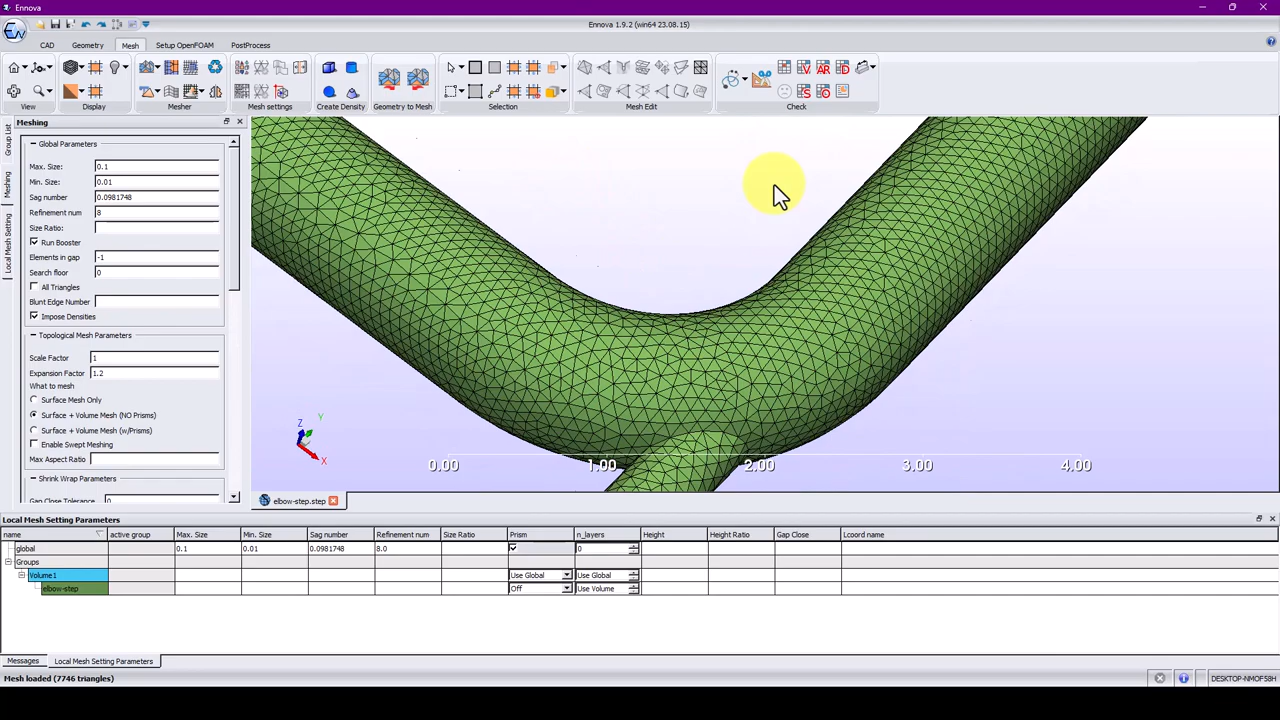 Ennova
Ennova 1.9.2 (win64 23.08.15)
CAD Geometry Mesh Setup OpenFOAM PostProcess
View Display Mesher Mesh settings Create Density Geometry to Mesh Selection Mesh Edit Check
Meshing
Group List
Meshing
Local Mesh Setting
Global Parameters
Max. Size: 0.1
Min. Size: 0.01
Sag number 0.0981748
Refinement num 8
Size Ratio:
Run Booster
Elements in gap -1
Search floor 0
All Triangles
Blunt Edge Number
Impose Densities
Topological Mesh Parameters
Scale Factor 1
Expansion Factor 1.2
What to mesh
Surface Mesh Only
Surface + Volume Mesh (NO Prisms)
Surface + Volume Mesh (w/Prisms)
Enable Swept Meshing
Max Aspect Ratio
Shrink Wrap Parameters
Gap Close Tolerance 0
Z Y X
0.00 1.00 2.00 3.00 4.00
elbow-step.step
Local Mesh Setting Parameters
name active group Max. Size Min. Size Sag number Refinement num Size Ratio Prism n_layers Height Height Ratio Gap Close Lcoord name
global 0.1 0.01 0.0981748 8.0 0
Groups
Volume1 Use Global Use Global
elbow-step Off Use Volume
Messages Local Mesh Setting Parameters
Mesh loaded (7746 triangles) DESKTOP-NMOF58H